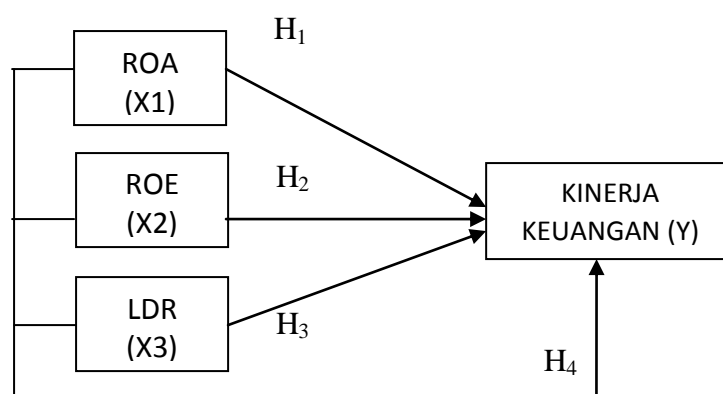 H₁
ROA
(X1)
H₂
ROE
(X2)
KINERJA
KEUANGAN (Y)
LDR
(X3)
H₃
H₄